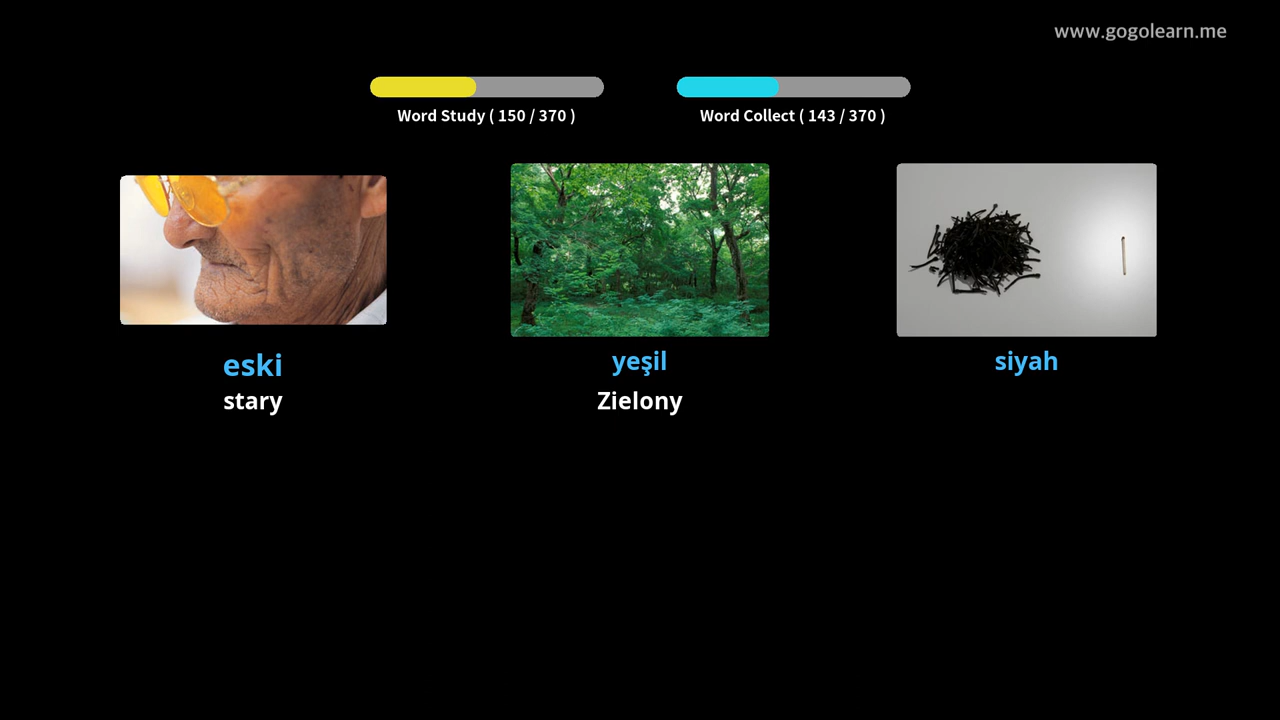 www.gogolearn.me
Word Study ( 150 / 370 )
Word Collect ( 143 / 370 )
eski
stary
yeşil
Zielony
siyah